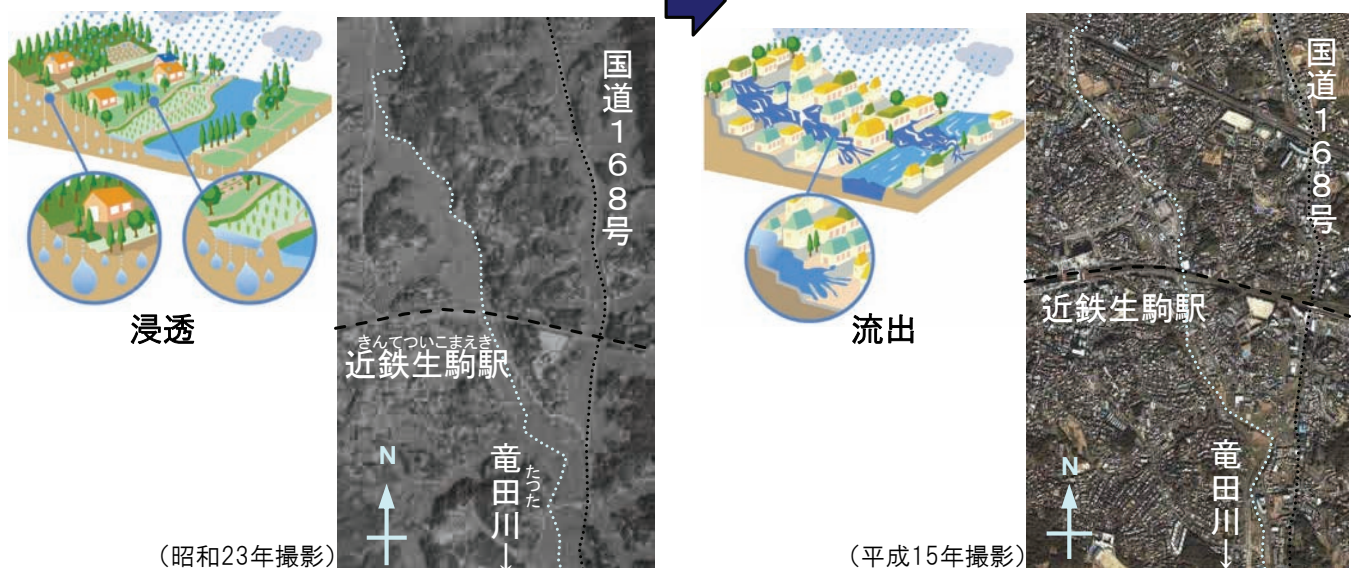 浸透
国道168号
きんてついこまえき
近鉄生駒駅
竜田川↓
たつた
N
（昭和23年撮影）
流出
国道168号
近鉄生駒駅
竜田川↓
N
（平成15年撮影）